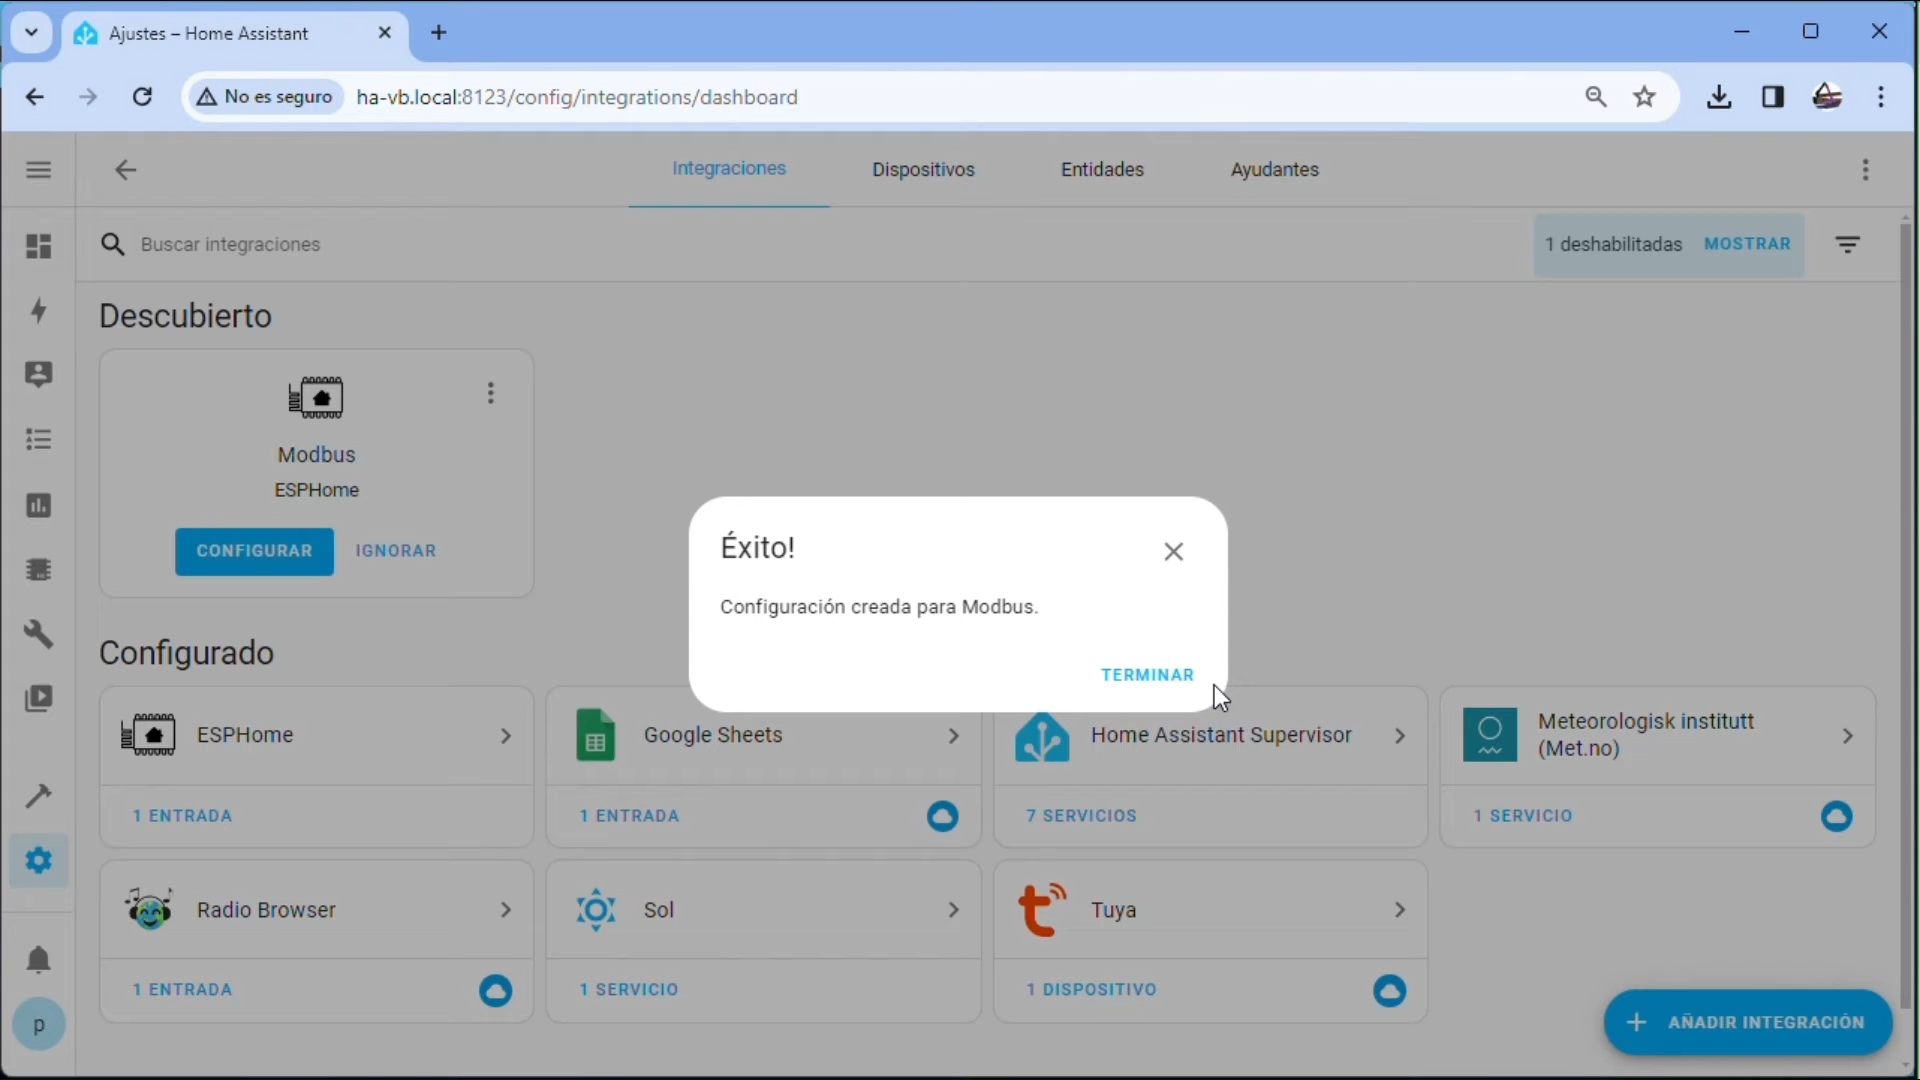 Ajustes – Home Assistant
No es seguro
ha-vb.local:8123/config/integrations/dashboard
Integraciones
Dispositivos
Entidades
Ayudantes
Buscar integraciones
1 deshabilitadas
MOSTRAR
Descubierto
Modbus
ESPHome
CONFIGURAR
IGNORAR
Éxito!
Configuración creada para Modbus.
TERMINAR
Configurado
ESPHome
1 ENTRADA
Google Sheets
1 ENTRADA
Home Assistant Supervisor
7 SERVICIOS
Meteorologisk institutt
(Met.no)
1 SERVICIO
Radio Browser
1 ENTRADA
Sol
1 SERVICIO
Tuya
1 DISPOSITIVO
p
AÑADIR INTEGRACIÓN